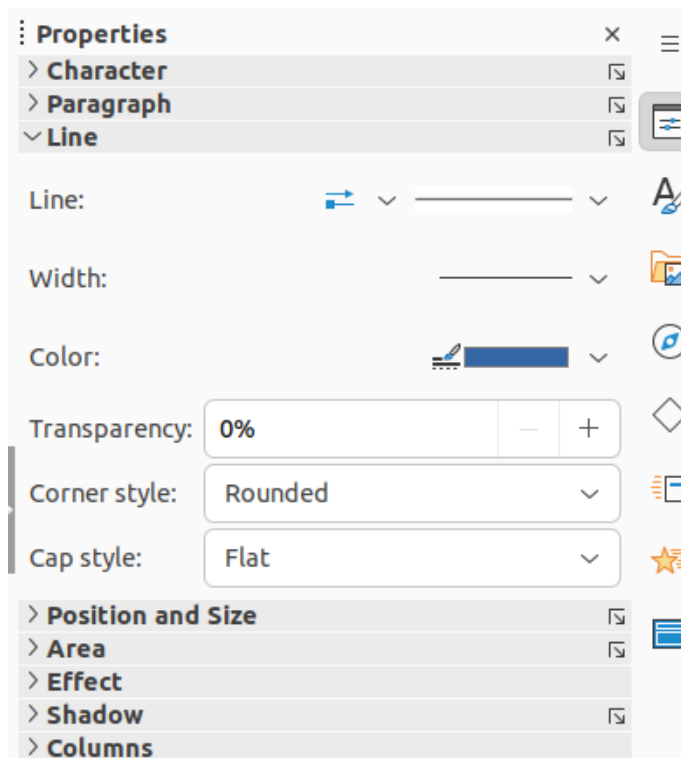 Properties
Character
Paragraph
Line
Line:
Width:
Color:
Transparency: 0%
Corner style: Rounded
Cap style: Flat
Position and Size
Area
Effect
Shadow
Columns